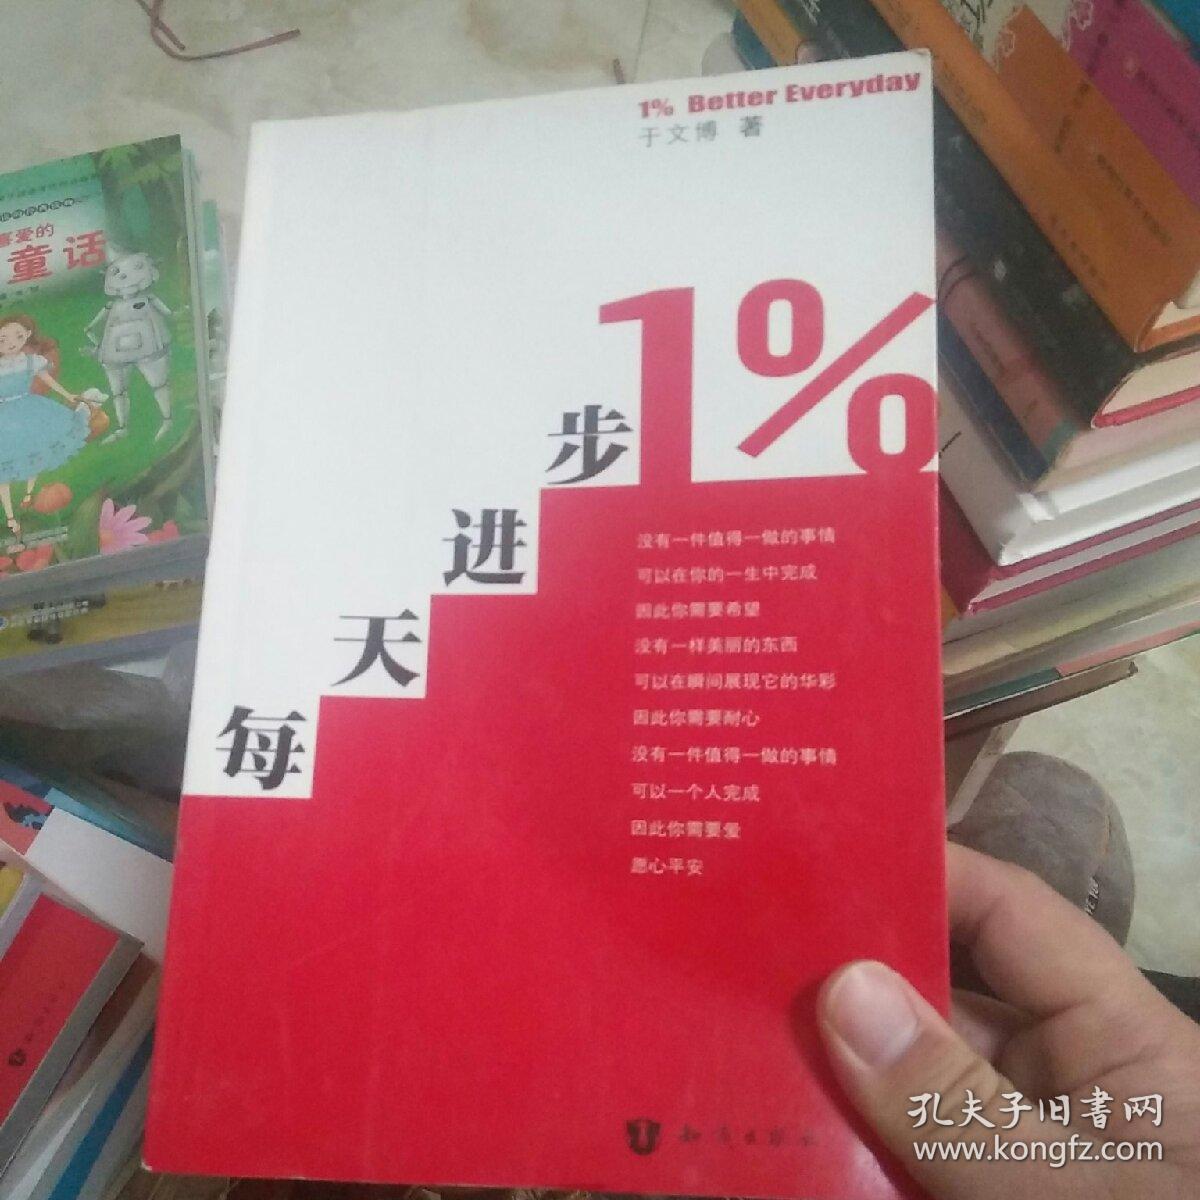 1% Better Everyday
于文博 著
每天进步1%
没有一件值得一做的事情
可以在你的一生中完成
因此你需要希望
没有一样美丽的东西
可以在瞬间展现它的华彩
因此你需要耐心
没有一件值得一做的事情
可以一个人完成
因此你需要爱
愿心平安
喜爱的
童话
孔夫子旧书网
www.kongfz.com